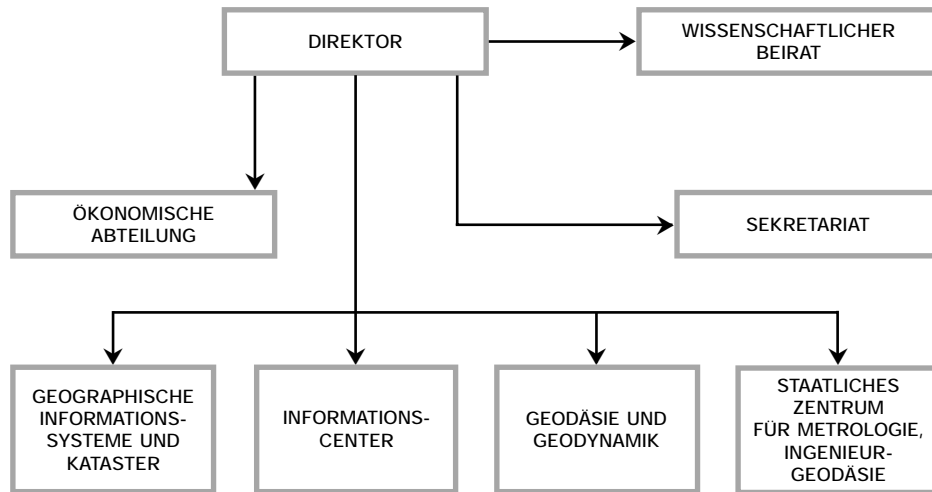 DIREKTOR
WISSENSCHAFTLICHER
BEIRAT
ÖKONOMISCHE
ABTEILUNG
SEKRETARIAT
GEOGRAPHISCHE
INFORMATIONS-
SYSTEME UND
KATASTER
INFORMATIONS-
CENTER
GEODÄSIE UND
GEODYNAMIK
STAATLICHES
ZENTRUM
FÜR METROLOGIE,
INGENIEUR-
GEODÄSIE